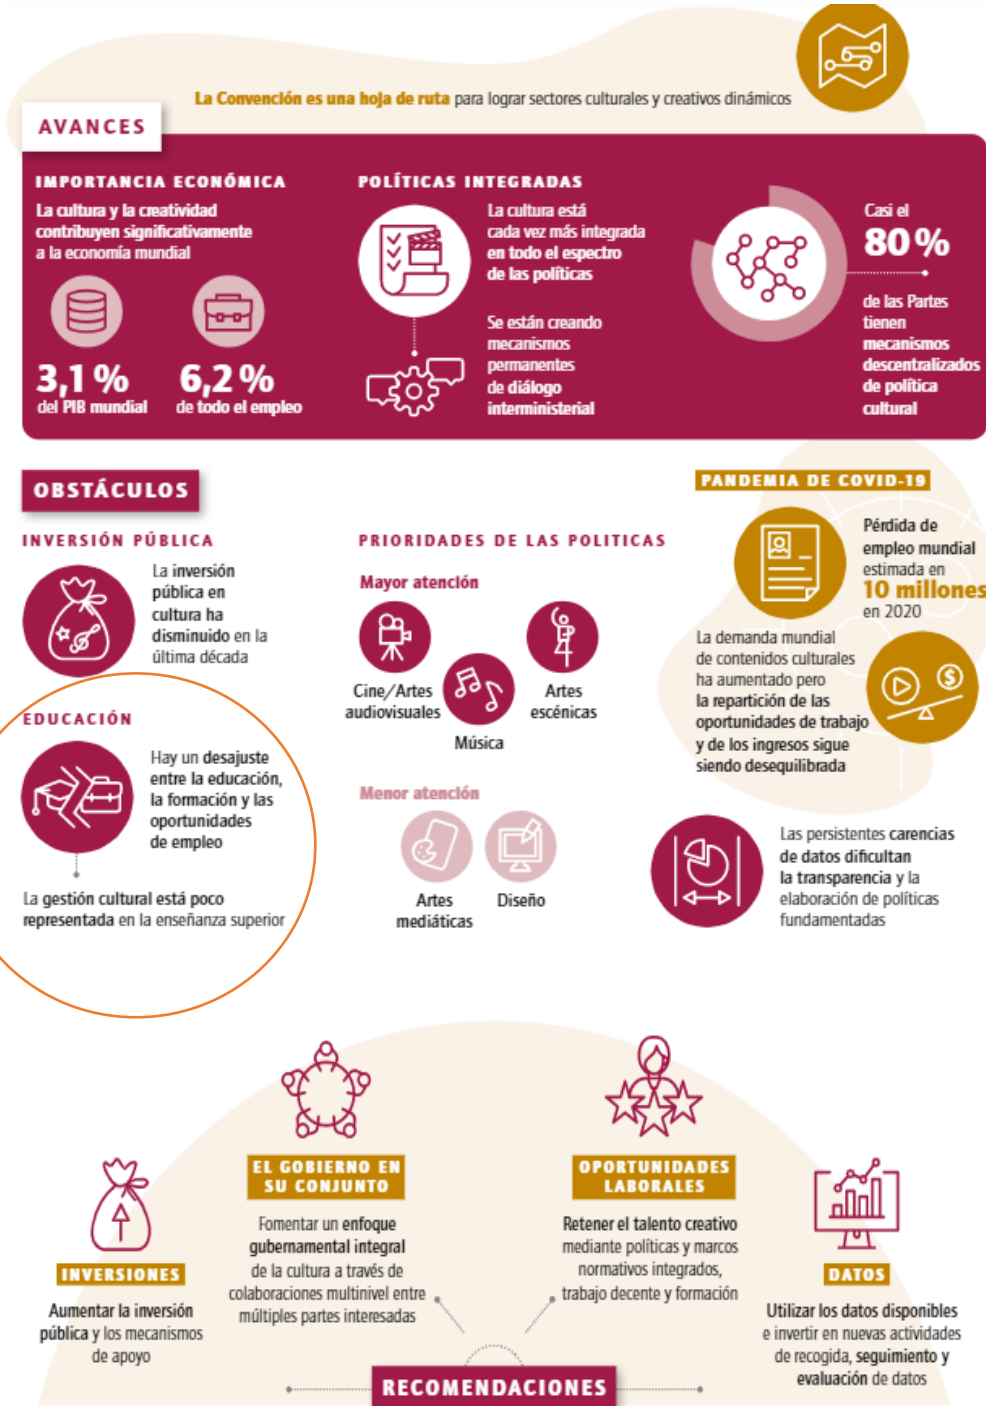 La Convención es una hoja de ruta para lograr sectores culturales y creativos dinámicos
AVANCES
IMPORTANCIA ECONÓMICA
La cultura y la creatividad
contribuyen significativamente
a la economía mundial
3,1 %
del PIB mundial
6,2 %
de todo el empleo
POLÍTICAS INTEGRADAS
La cultura está
cada vez más integrada
en todo el espectro
de las políticas
Se están creando
mecanismos
permanentes
de diálogo
interministerial
Casi el
80 %
de las Partes
tienen
mecanismos
descentralizados
de política
cultural
OBSTÁCULOS
INVERSIÓN PÚBLICA
La inversión
pública en
cultura ha
disminuido en la
última década
EDUCACIÓN
Hay un desajuste
entre la educación,
la formación y las
oportunidades
de empleo
La gestión cultural está poco
representada en la enseñanza superior
PRIORIDADES DE LAS POLITICAS
Mayor atención
Cine/Artes
audiovisuales
Música
Artes
escénicas
Menor atención
Artes
mediáticas
Diseño
PANDEMIA DE COVID-19
Pérdida de
empleo mundial
estimada en
10 millones
en 2020
La demanda mundial
de contenidos culturales
ha aumentado pero
la repartición de las
oportunidades de trabajo
y de los ingresos sigue
siendo desequilibrada
$
Las persistentes carencias
de datos dificultan
la transparencia y la
elaboración de políticas
fundamentadas
INVERSIONES
Aumentar la inversión
pública y los mecanismos
de apoyo
EL GOBIERNO EN
SU CONJUNTO
Fomentar un enfoque
gubernamental integral
de la cultura a través de
colaboraciones multinivel entre
múltiples partes interesadas
OPORTUNIDADES
LABORALES
Retener el talento creativo
mediante políticas y marcos
normativos integrados,
trabajo decente y formación
DATOS
Utilizar los datos disponibles
e invertir en nuevas actividades
de recogida, seguimiento y
evaluación de datos
RECOMENDACIONES